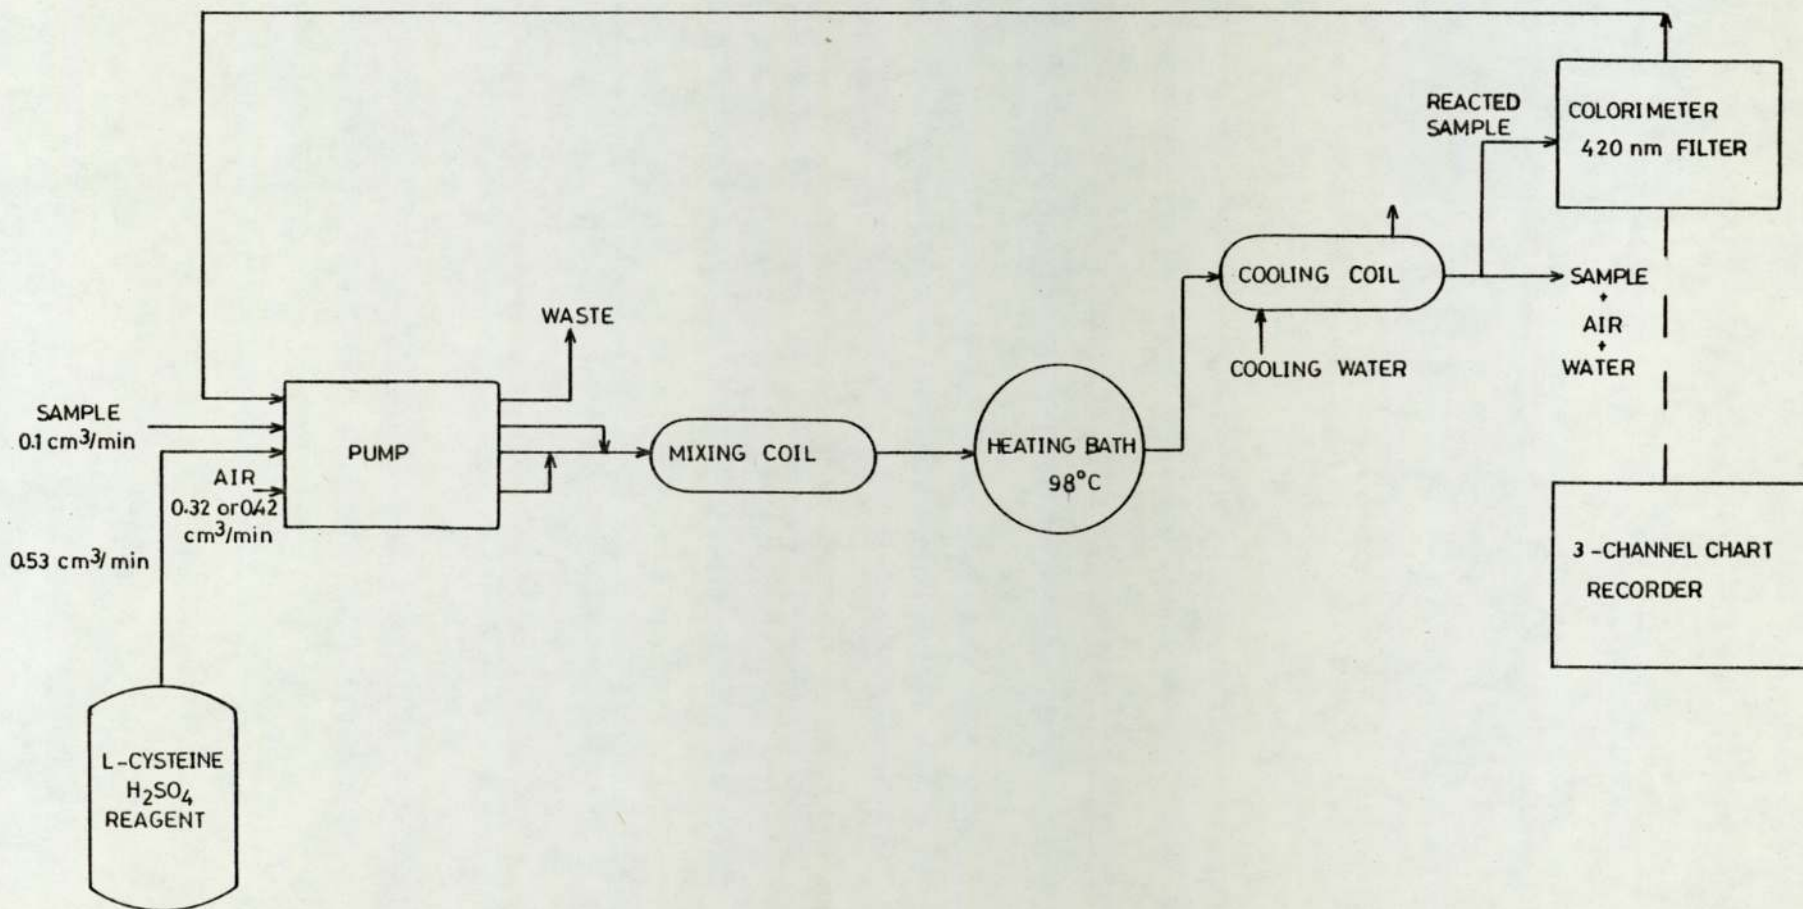 REACTED
SAMPLE
COLORIMETER
420 nm FILTER
COOLING COIL
SAMPLE
+
AIR
+
WATER
WASTE
COOLING WATER
SAMPLE
0.1 cm³/min
PUMP
MIXING COIL
HEATING BATH
98°C
AIR
0.32 or 0.42
cm³/min
0.53 cm³/min
3-CHANNEL CHART
RECORDER
L-CYSTEINE
H₂SO₄
REAGENT